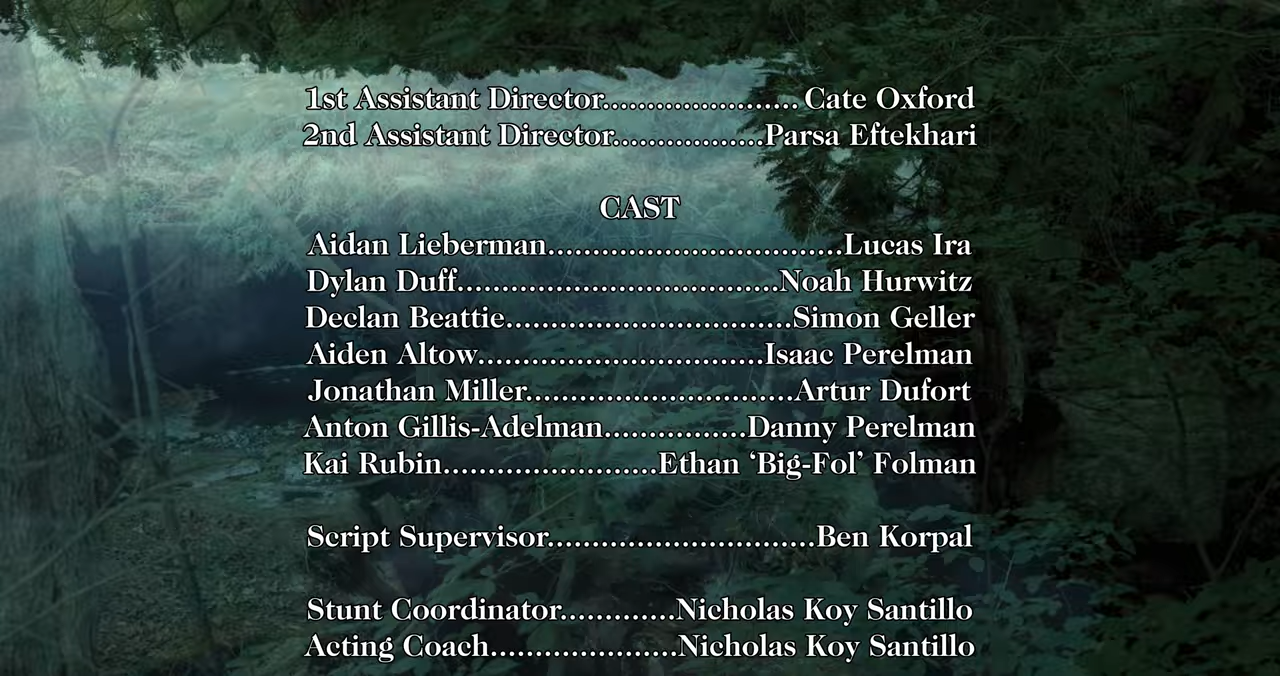 1st Assistant Director...................... Cate Oxford
2nd Assistant Director.................Parsa Eftekhari
CAST
Aidan Lieberman.................................Lucas Ira
Dylan Duff....................................Noah Hurwitz
Declan Beattie................................Simon Geller
Aiden Altow................................Isaac Perelman
Jonathan Miller..............................Artur Dufort
Anton Gillis-Adelman................Danny Perelman
Kai Rubin........................Ethan ‘Big-Fol’ Folman
Script Supervisor..............................Ben Korpal
Stunt Coordinator.............Nicholas Koy Santillo
Acting Coach.....................Nicholas Koy Santillo